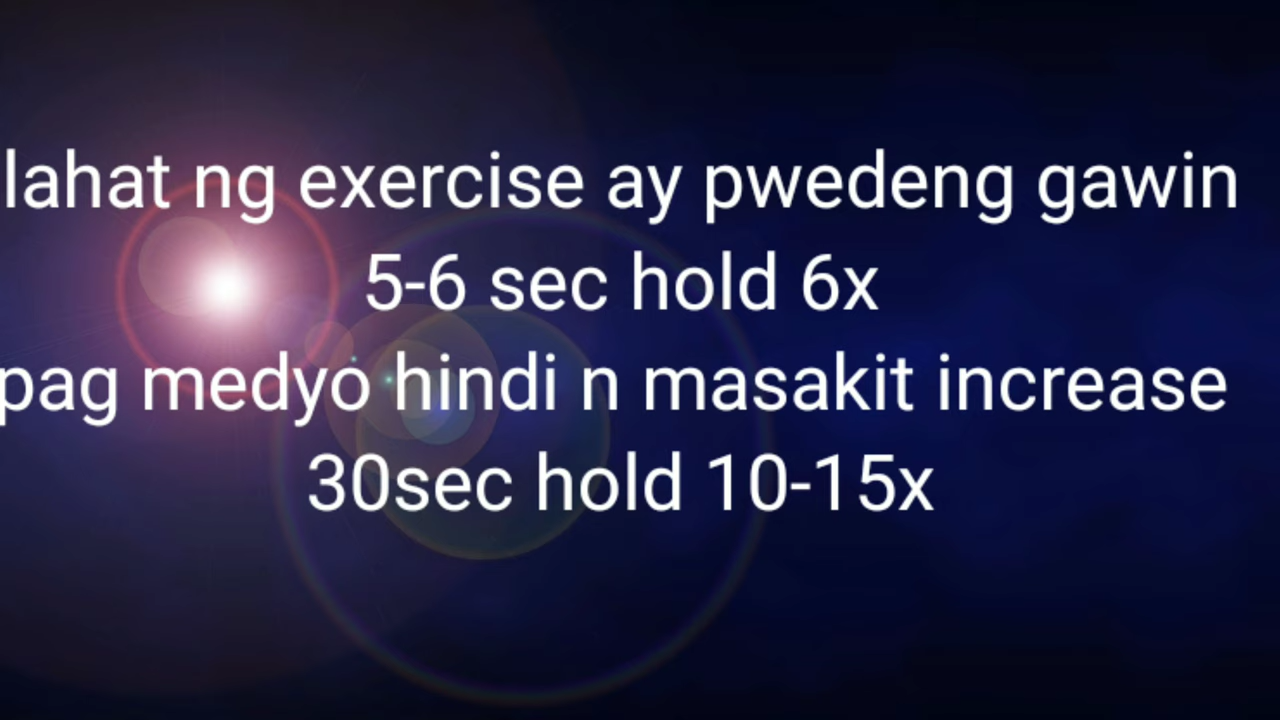 lahat ng exercise ay pwedeng gawin
5-6 sec hold 6x
pag medyo hindi n masakit increase
30sec hold 10-15x